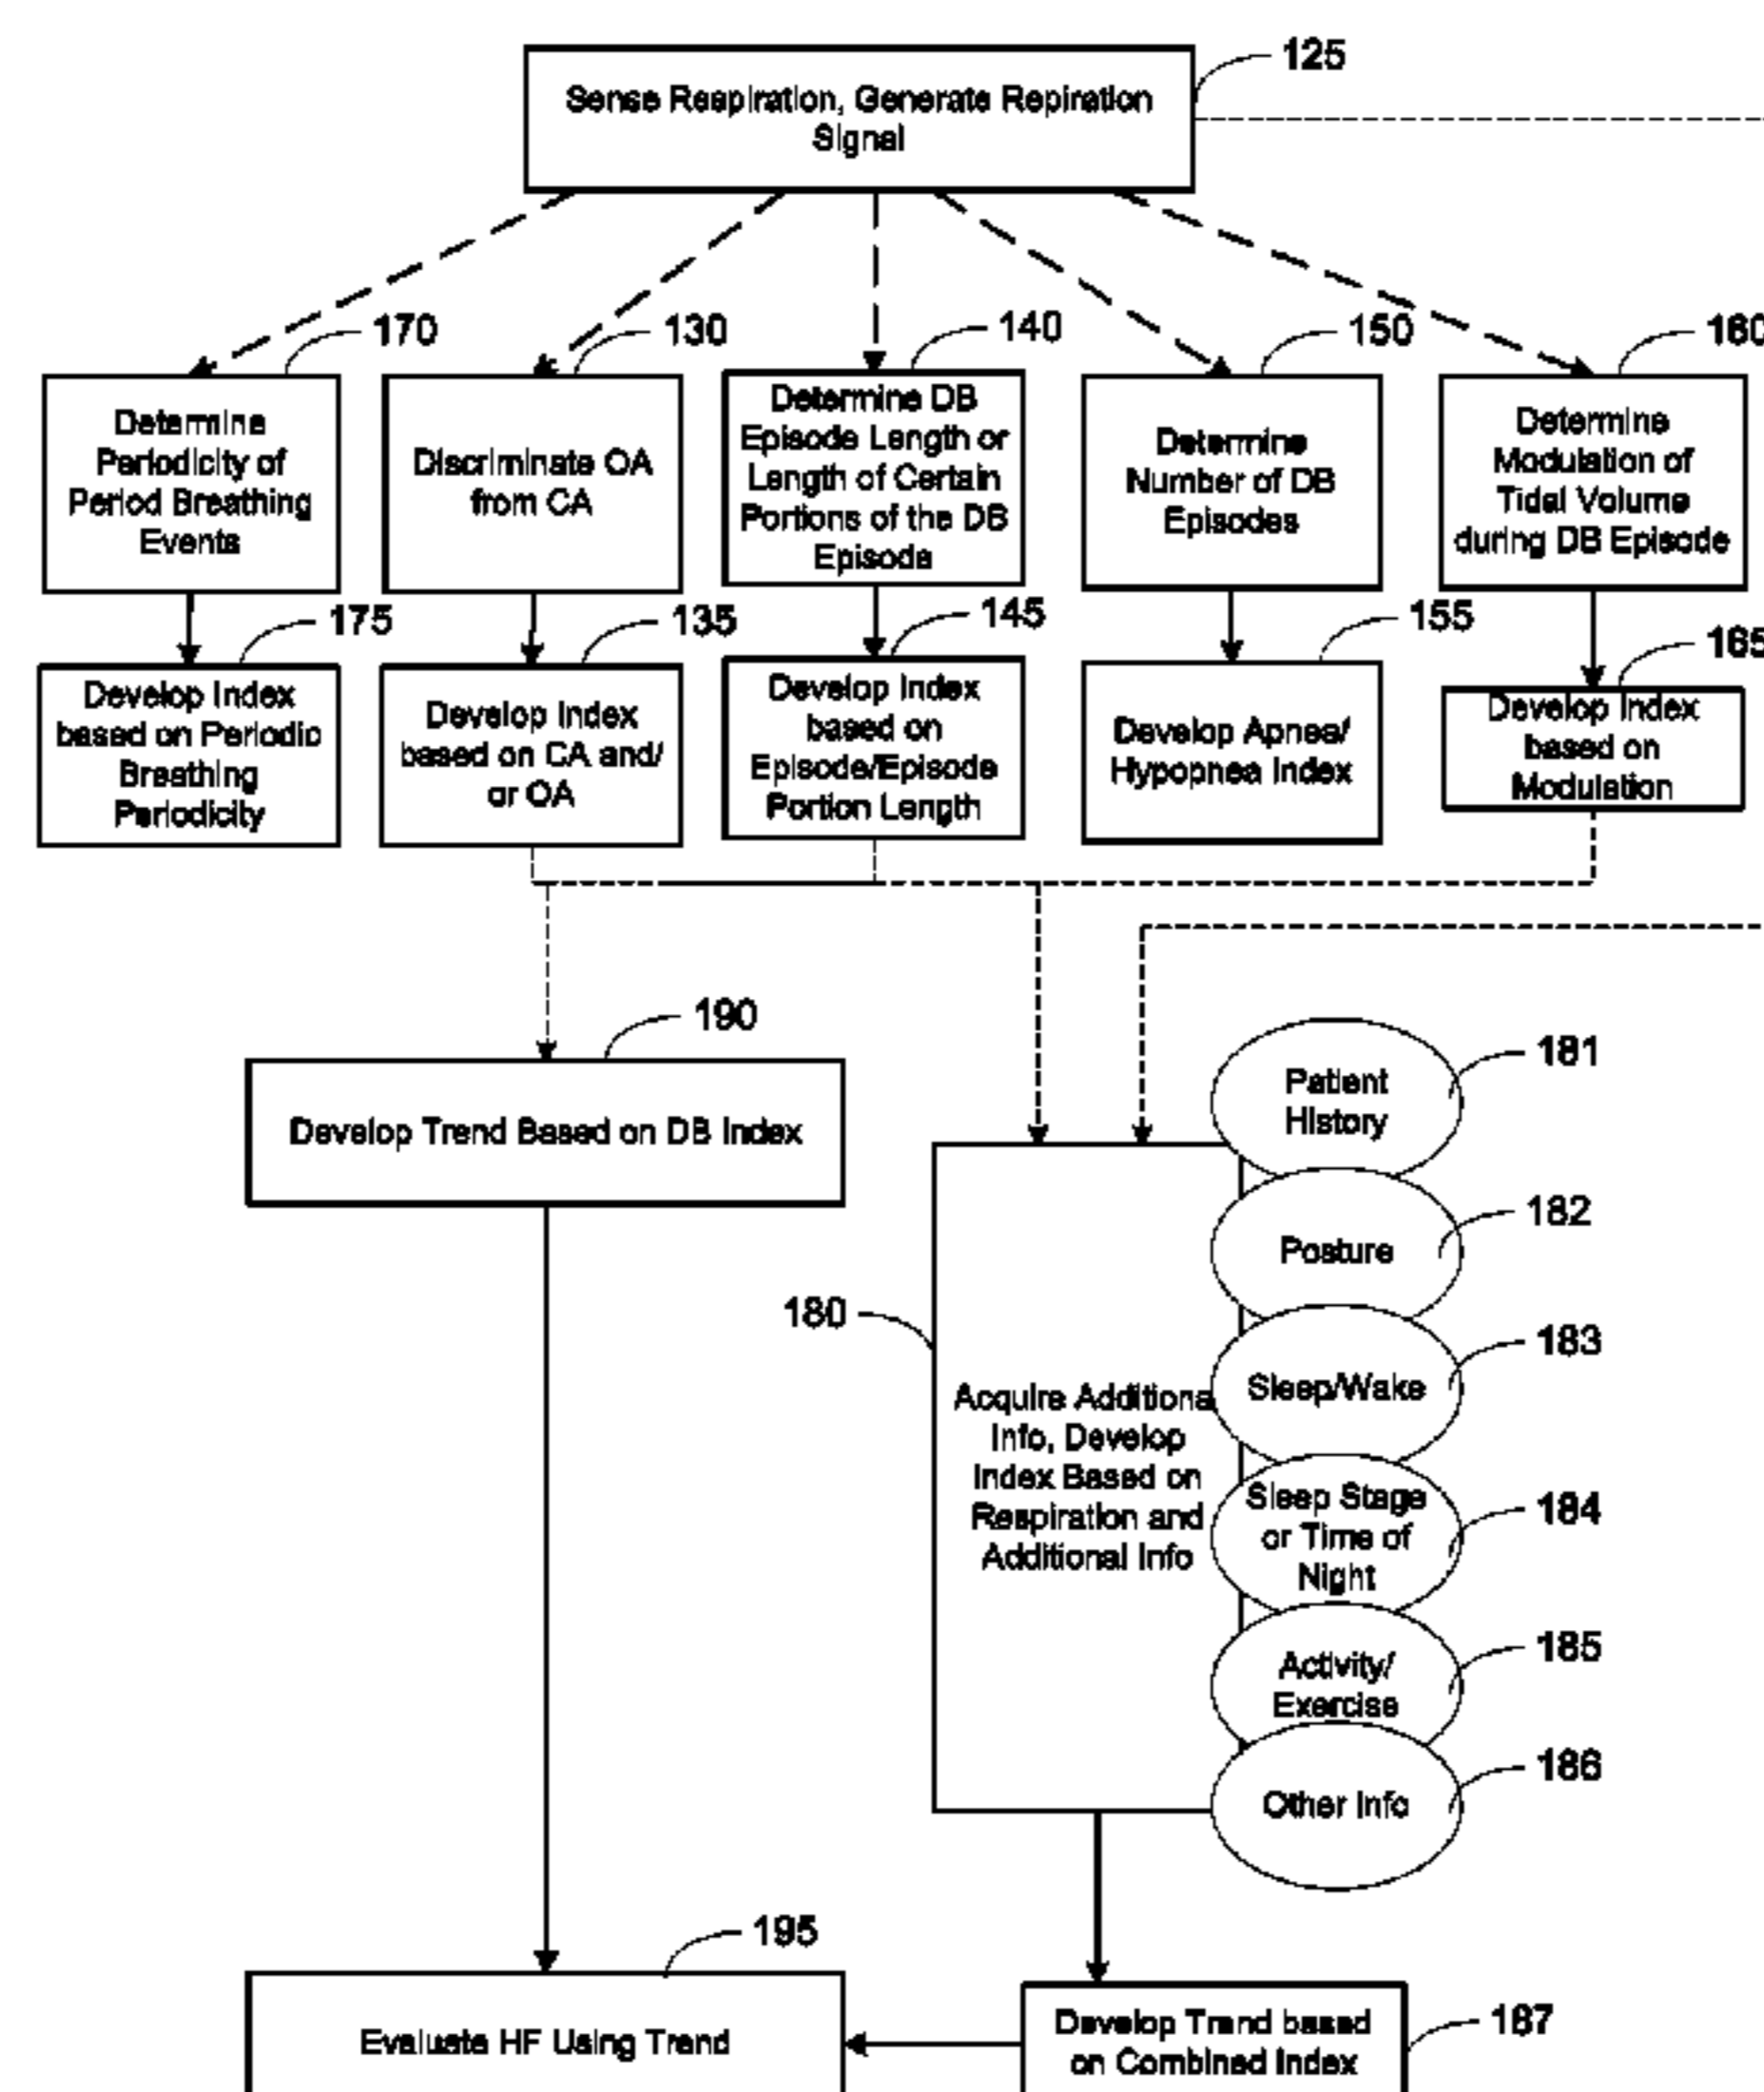 125
Sense Respiration, Generate Repiration
Signal
170
130
140
150
160
Determine
Periodicity of
Period Breathing
Events
Discriminate OA
from CA
Determine DB
Episode Length or
Length of Certain
Portions of the DB
Episode
Determine
Number of DB
Episodes
Determine
Modulation of
Tidal Volume
during DB Episode
175
135
145
155
165
Develop Index
based on Periodic
Breathing
Periodicity
Develop Index
based on CA and/
or OA
Develop Index
based on
Episode/Episode
Portion Length
Develop Apnea/
Hypopnea Index
Develop Index
based on
Modulation
190
Develop Trend Based on DB Index
181
Patient
History
182
Posture
180
183
Sleep/Wake
Acquire Additional
Info, Develop
Index Based on
Respiration and
Additional Info
184
Sleep Stage
or Time of
Night
185
Activity/
Exercise
186
Other Info
195
Evaluate HF Using Trend
187
Develop Trend based
on Combined Index